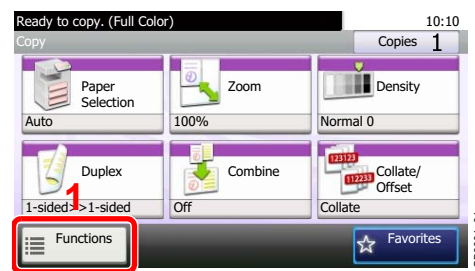 Ready to copy. (Full Color) 10:10
Copy Copies 1
Paper Selection
Zoom
Density
Auto
100%
Normal 0
123123
112233
Duplex
Combine
Collate/
Offset
1
1-sided>>1-sided
Off
Collate
Functions
Favorites